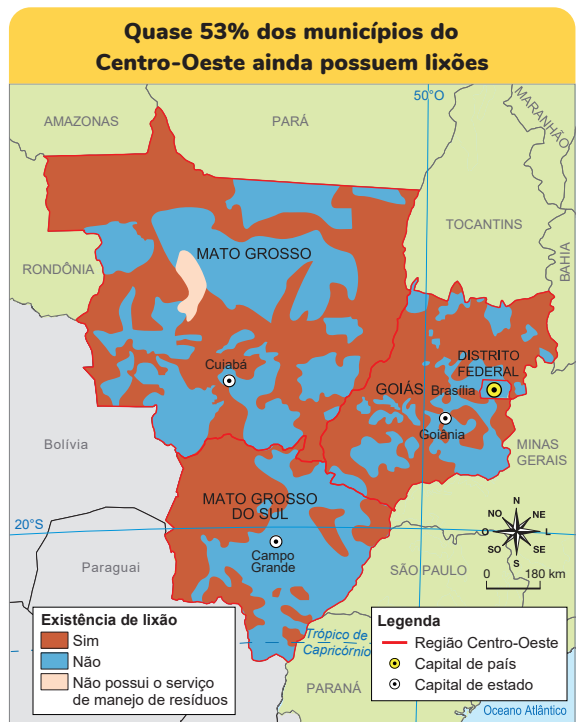 Quase 53% dos municípios do
Centro-Oeste ainda possuem lixões
50°O
AMAZONAS
PARÁ
MARANHÃO
TOCANTINS
BAHIA
RONDÔNIA
MATO GROSSO
Cuiabá
DISTRITO
FEDERAL
Brasília
GOIÁS
Goiânia
Bolívia
MINAS
GERAIS
MATO GROSSO
DO SUL
20°S
Campo
Grande
Paraguai
SÃO PAULO
N
NO
NE
O
L
SO
SE
S
0 180 km
Trópico de
Capricórnio
PARANÁ
Oceano Atlântico
Existência de lixão
Sim
Não
Não possui o serviço
de manejo de resíduos
Legenda
Região Centro-Oeste
Capital de país
Capital de estado